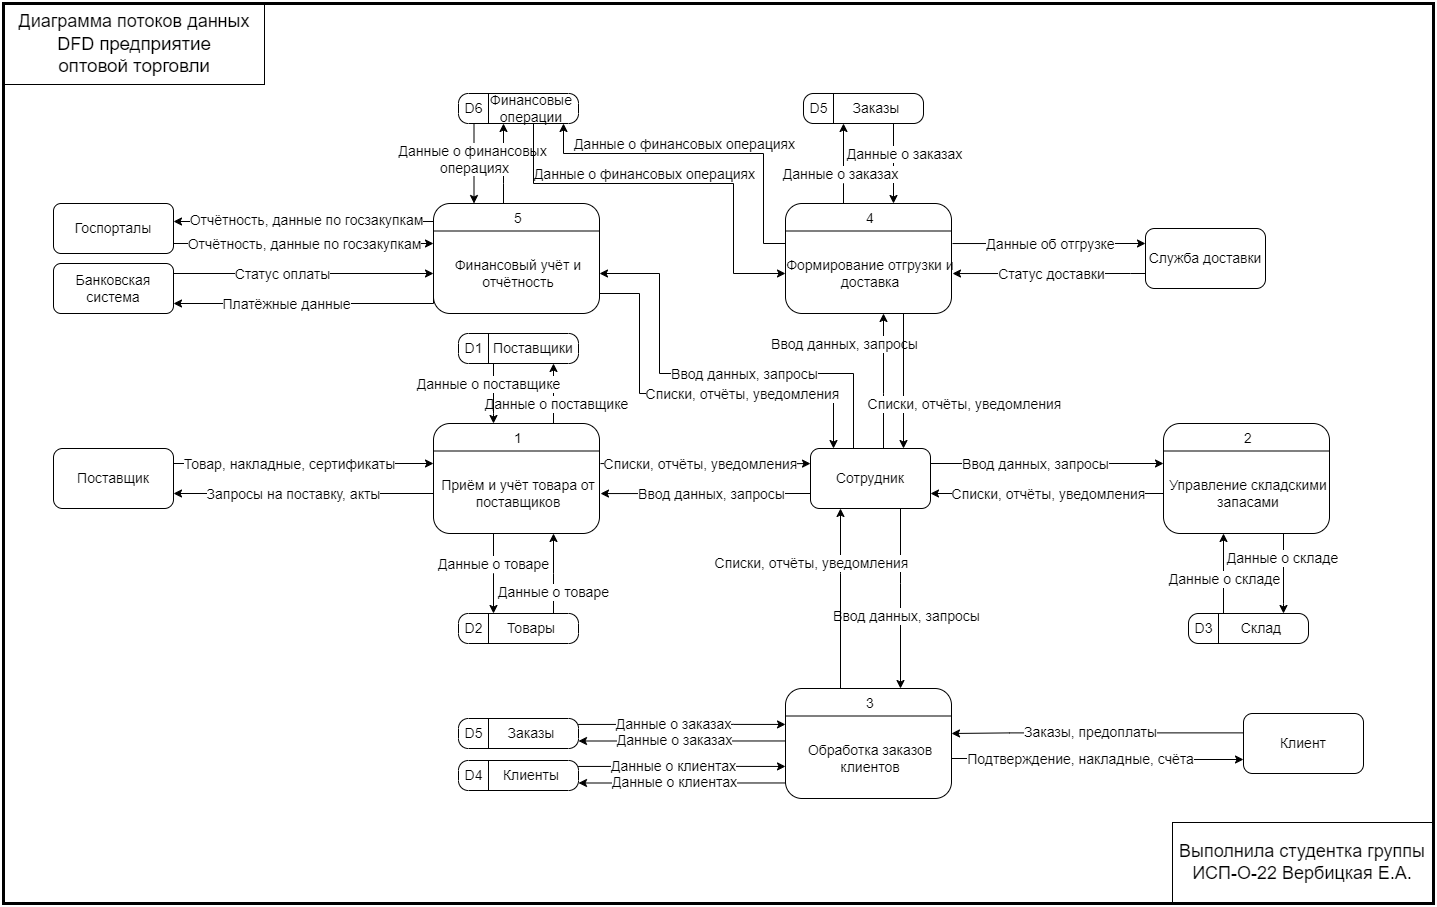 Диаграмма потоков данных
DFD предприятие
оптовой торговли
D6
Финансовые
операции
D5
Заказы
Данные о финансовых
операциях
Данные о финансовых операциях
Данные о финансовых операциях
Данные о заказах
Данные о заказах
Госпорталы
Отчётность, данные по госзакупкам
Отчётность, данные по госзакупкам
Банковская
система
Статус оплаты
Платёжные данные
5
Финансовый учёт и
отчётность
4
Формирование отгрузки и
доставка
Данные об отгрузке
Статус доставки
Служба доставки
D1
Поставщики
Данные о поставщике
Данные о поставщике
Ввод данных, запросы
Списки, отчёты, уведомления
Ввод данных, запросы
Списки, отчёты, уведомления
Поставщик
Товар, накладные, сертификаты
Запросы на поставку, акты
1
Приём и учёт товара от
поставщиков
Списки, отчёты, уведомления
Ввод данных, запросы
Сотрудник
Ввод данных, запросы
Списки, отчёты, уведомления
2
Управление складскими
запасами
Данные о товаре
Данные о товаре
D2
Товары
Списки, отчёты, уведомления
Ввод данных, запросы
Данные о складе
Данные о складе
D3
Склад
D5
Заказы
Данные о заказах
Данные о заказах
D4
Клиенты
Данные о клиентах
Данные о клиентах
3
Обработка заказов
клиентов
Заказы, предоплаты
Подтверждение, накладные, счёта
Клиент
Выполнила студентка группы
ИСП-О-22 Вербицкая Е.А.